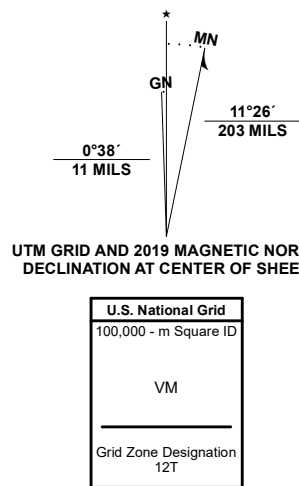 ★
MN
GN
11°26´
203 MILS
0°38´
11 MILS
UTM GRID AND 2019 MAGNETIC NOR
DECLINATION AT CENTER OF SHEE
U.S. National Grid
100,000 - m Square ID
VM
Grid Zone Designation
12T